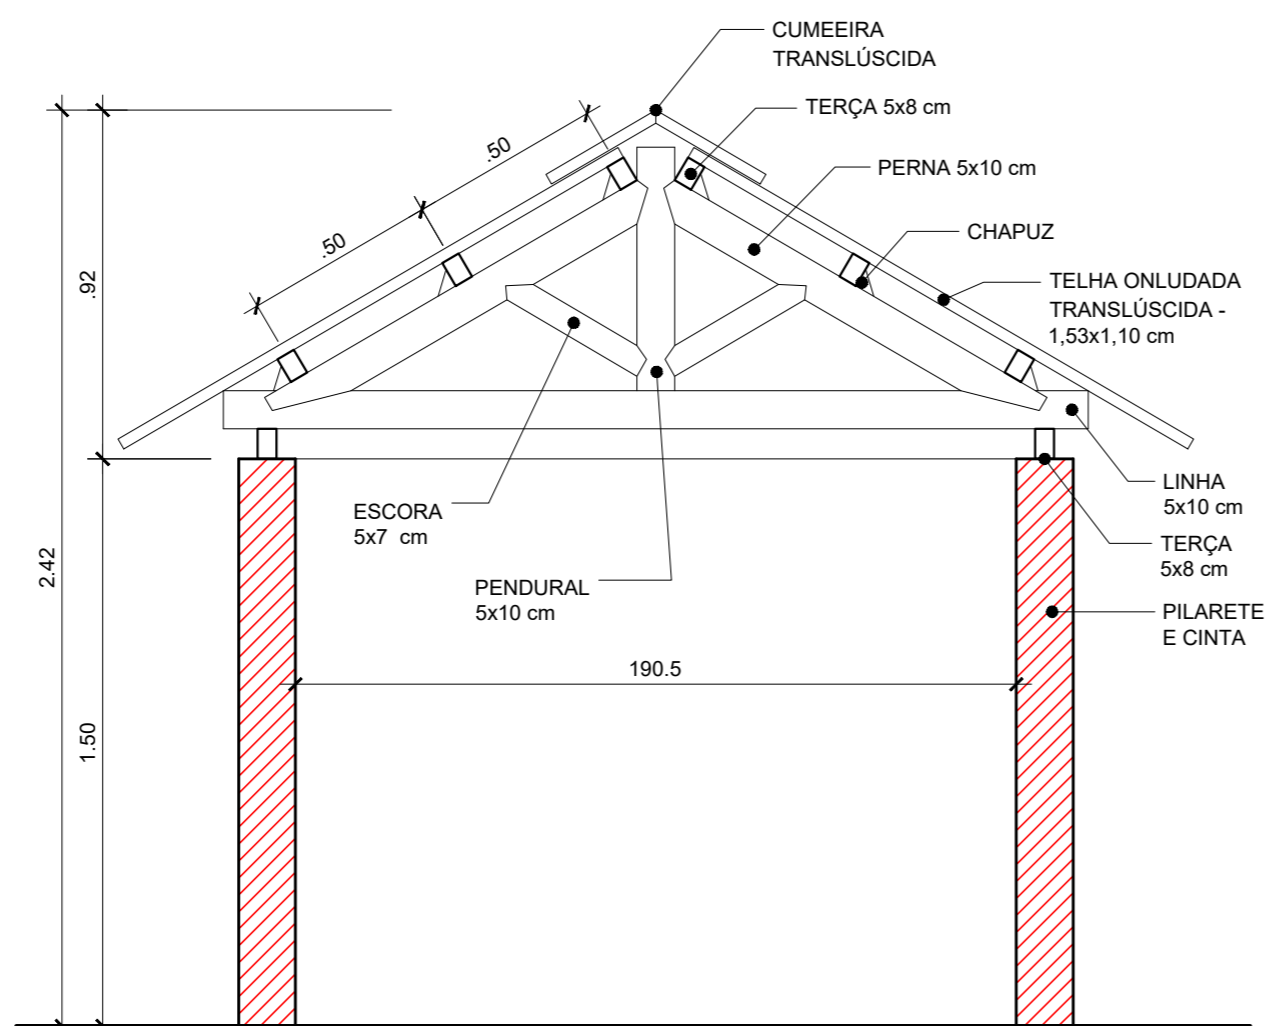 CUMEEIRA
TRANSLÚSCIDA
TERÇA 5x8 cm
PERNA 5x10 cm
CHAPUZ
TELHA ONLUDADA
TRANSLÚSCIDA -
1,53x1,10 cm
.50
.50
.92
2.42
1.50
ESCORA
5x7 cm
PENDURAL
5x10 cm
LINHA
5x10 cm
TERÇA
5x8 cm
PILARETE
E CINTA
190.5